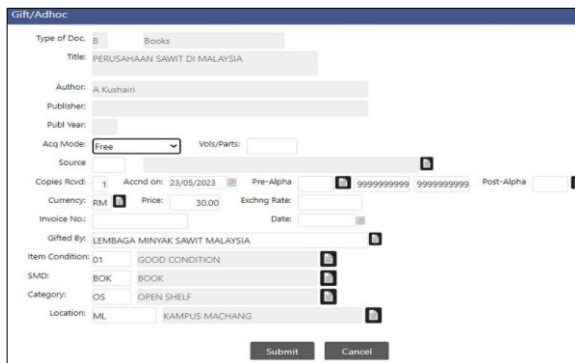 Gift/Adhoc
Type of Doc. B Books
Title: PERUSAHAAN SAWIT DI MALAYSIA
Author: A Kushairi
Publisher:
Publ Year:
Acq Mode: Free Vols/Parts:
Source
Copies Rcvd: 1 Accnd on: 23/05/2023 Pre-Alpha 9999999999 9999999999 Post-Alpha
Currency: RM Price: 30.00 Exchng Rate:
Invoice No.: Date:
Gifted By: LEMBAGA MINYAK SAWIT MALAYSIA
Item Condition: 01 GOOD CONDITION
SMD: BOK BOOK
Category: OS OPEN SHELF
Location: ML KAMPUS MACHANG
Submit Cancel